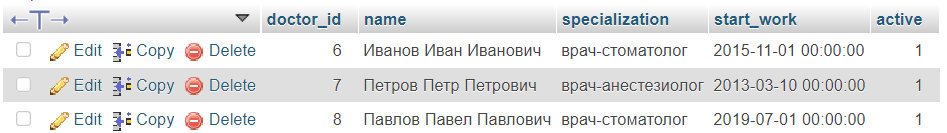 ←T→ doctor_id name specialization start_work active
Edit Copy Delete 6 Иванов Иван Иванович врач-стоматолог 2015-11-01 00:00:00 1
Edit Copy Delete 7 Петров Петр Петрович врач-анестезиолог 2013-03-10 00:00:00 1
Edit Copy Delete 8 Павлов Павел Павлович врач-стоматолог 2019-07-01 00:00:00 1